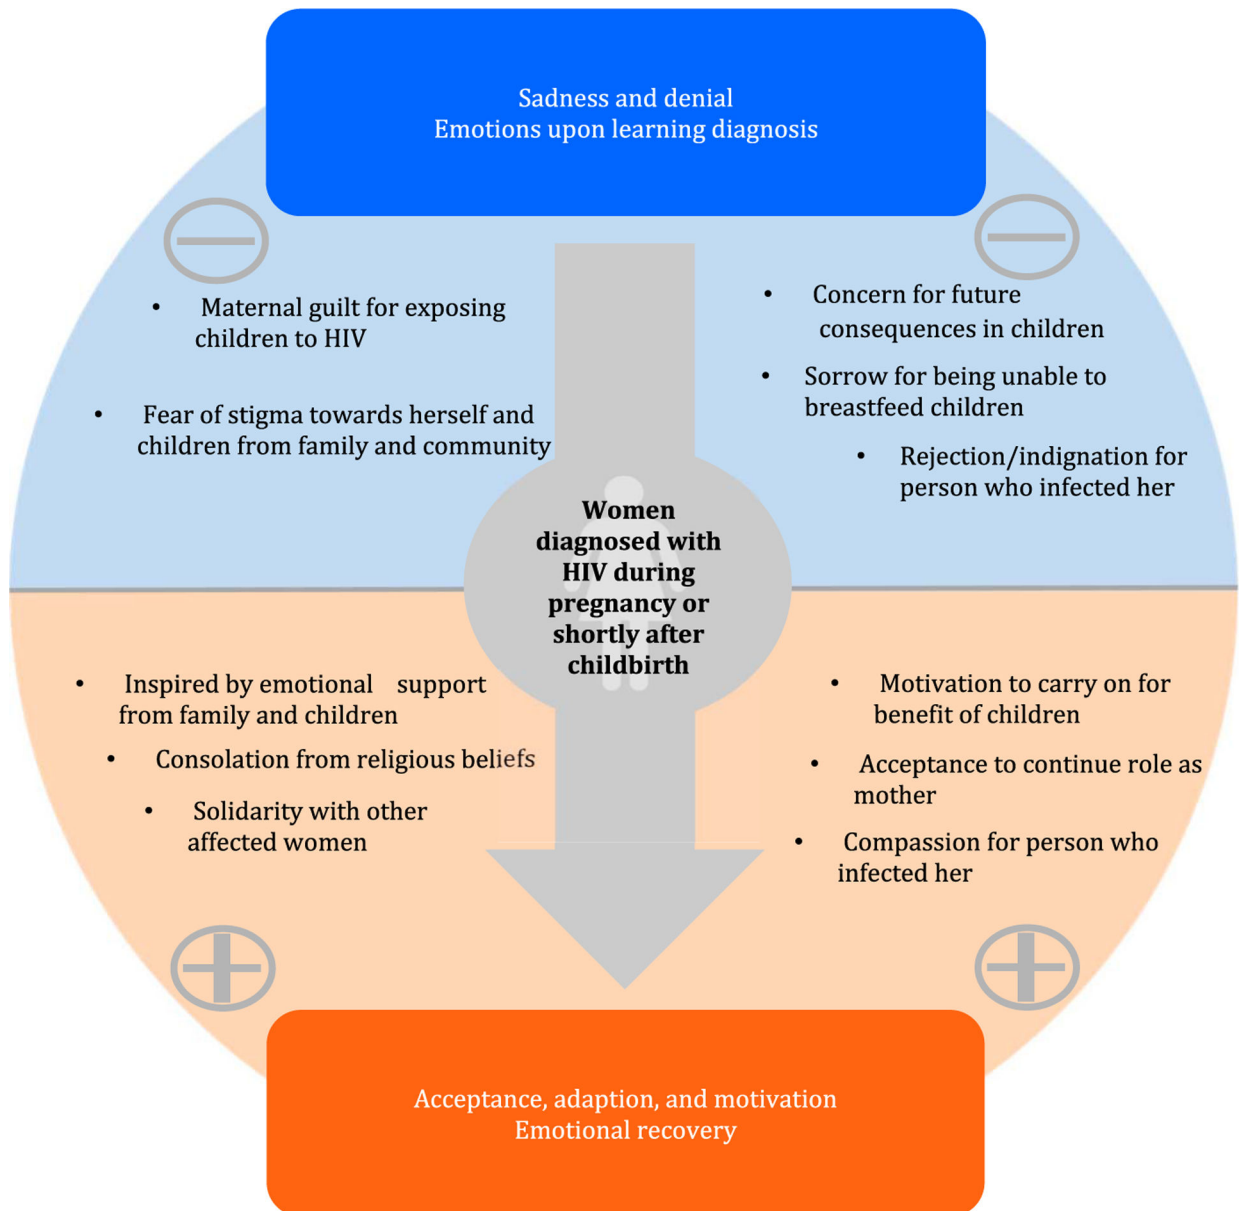 Sadness and denial
Emotions upon learning diagnosis
• Maternal guilt for exposing
children to HIV
• Fear of stigma towards herself and
children from family and community
• Concern for future
consequences in children
• Sorrow for being unable to
breastfeed children
• Rejection/indignation for
person who infected her
Women
diagnosed with
HIV during
pregnancy or
shortly after
childbirth
• Inspired by emotional support
from family and children
• Consolation from religious beliefs
• Solidarity with other
affected women
• Motivation to carry on for
benefit of children
• Acceptance to continue role as
mother
• Compassion for person who
infected her
Acceptance, adaption, and motivation
Emotional recovery